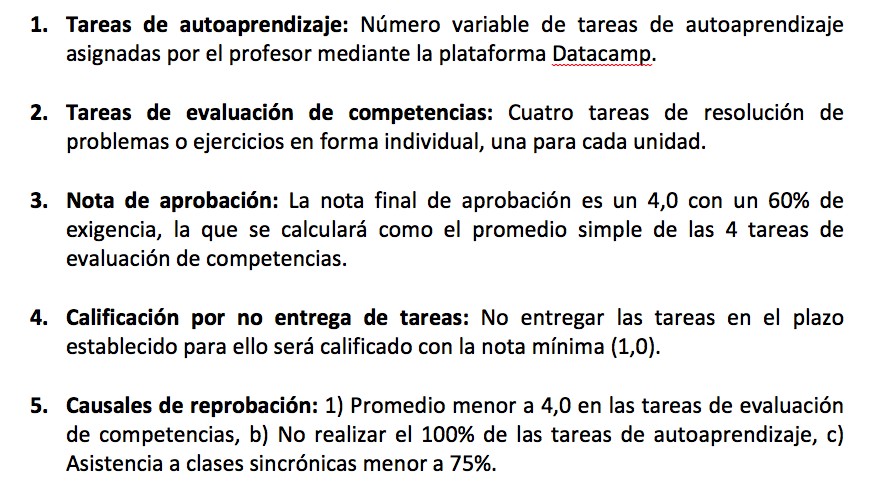 1. Tareas de autoaprendizaje: Número variable de tareas de autoaprendizaje
asignadas por el profesor mediante la plataforma Datacamp.
2. Tareas de evaluación de competencias: Cuatro tareas de resolución de
problemas o ejercicios en forma individual, una para cada unidad.
3. Nota de aprobación: La nota final de aprobación es un 4,0 con un 60% de
exigencia, la que se calculará como el promedio simple de las 4 tareas de
evaluación de competencias.
4. Calificación por no entrega de tareas: No entregar las tareas en el plazo
establecido para ello será calificado con la nota mínima (1,0).
5. Causales de reprobación: 1) Promedio menor a 4,0 en las tareas de evaluación
de competencias, b) No realizar el 100% de las tareas de autoaprendizaje, c)
Asistencia a clases sincrónicas menor a 75%.